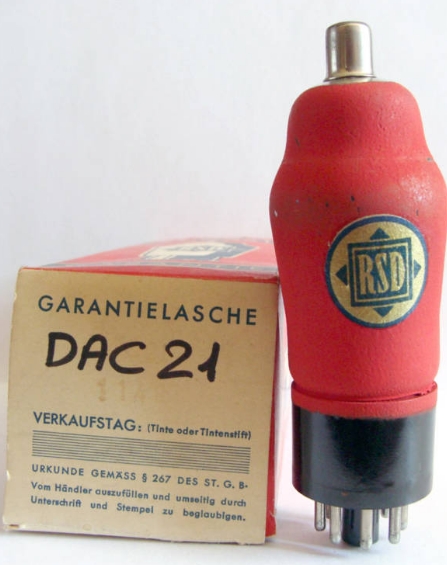 GARANTIELASCHE
DAC 21
114
VERKAUFSTAG: (Tinte oder Tintenstift)
URKUNDE GEMÄSS § 267 DES ST. G. B.
Vom Händler auszufüllen und umseitig durch
Unterschrift und Stempel zu beglaubigen.
RSD